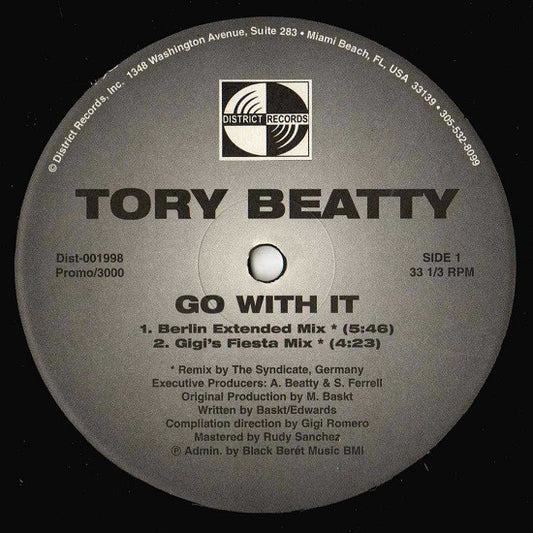 © District Records, Inc. 1348 Washington Avenue, Suite 283 • Miami Beach, FL, USA 33139 • 305-532-8099
DISTRICT RECORDS
TORY BEATTY
Dist-001998
Promo/3000
SIDE 1
33 1/3 RPM
GO WITH IT
1. Berlin Extended Mix * (5:46)
2. Gigi's Fiesta Mix * (4:23)
* Remix by The Syndicate, Germany
Executive Producers: A. Beatty & S. Ferrell
Original Production by M. Baskt
Written by Baskt/Edwards
Compilation direction by Gigi Romero
Mastered by Rudy Sanchez
℗ Admin. by Black Berét Music BMI